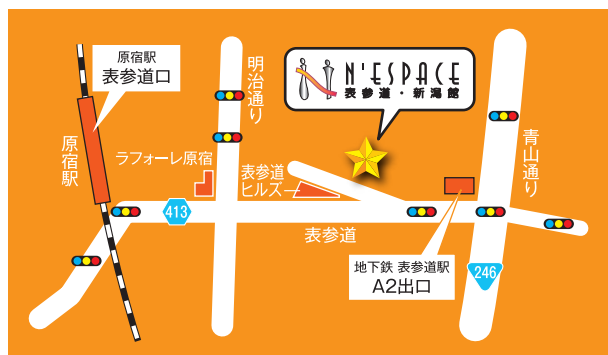 原宿駅
表参道口
N'ESPACE
表参道・新潟館
明治通り
青山通り
原宿駅
ラフォーレ原宿
表参道
ヒルズ
413
表参道
地下鉄 表参道駅
A2出口
246